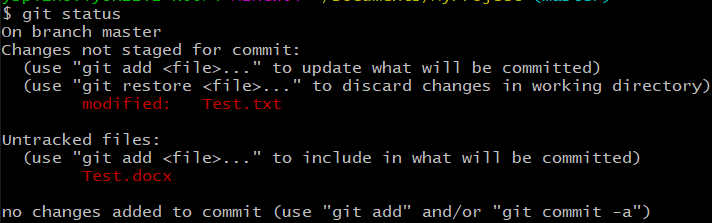 $ git status
On branch master
Changes not staged for commit:
  (use "git add <file>..." to update what will be committed)
  (use "git restore <file>..." to discard changes in working directory)
        modified:   Test.txt

Untracked files:
  (use "git add <file>..." to include in what will be committed)
        Test.docx

no changes added to commit (use "git add" and/or "git commit -a")